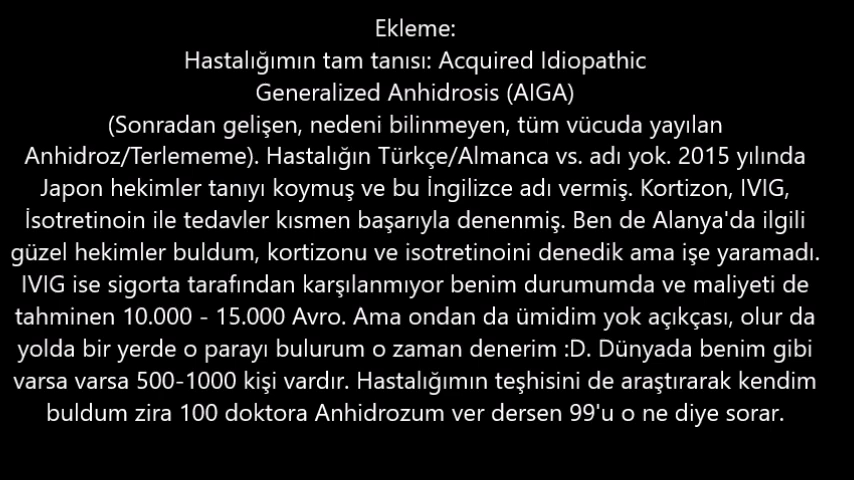 Ekleme:
Hastalığımın tam tanısı: Acquired Idiopathic
Generalized Anhidrosis (AIGA)
(Sonradan gelişen, nedeni bilinmeyen, tüm vücuda yayılan
Anhidroz/Terlememe). Hastalığın Türkçe/Almanca vs. adı yok. 2015 yılında
Japon hekimler tanıyı koymuş ve bu İngilizce adı vermiş. Kortizon, IVIG,
İsotretinoin ile tedavler kısmen başarıyla denenmiş. Ben de Alanya'da ilgili
güzel hekimler buldum, kortizonu ve isotretinoini denedik ama işe yaramadı.
IVIG ise sigorta tarafından karşılanmıyor benim durumumda ve maliyeti de
tahminen 10.000 - 15.000 Avro. Ama ondan da ümidim yok açıkçası, olur da
yolda bir yerde o parayı bulurum o zaman denerim :D. Dünyada benim gibi
varsa varsa 500-1000 kişi vardır. Hastalığımın teşhisini de araştırarak kendim
buldum zira 100 doktora Anhidrozum ver dersen 99'u o ne diye sorar.